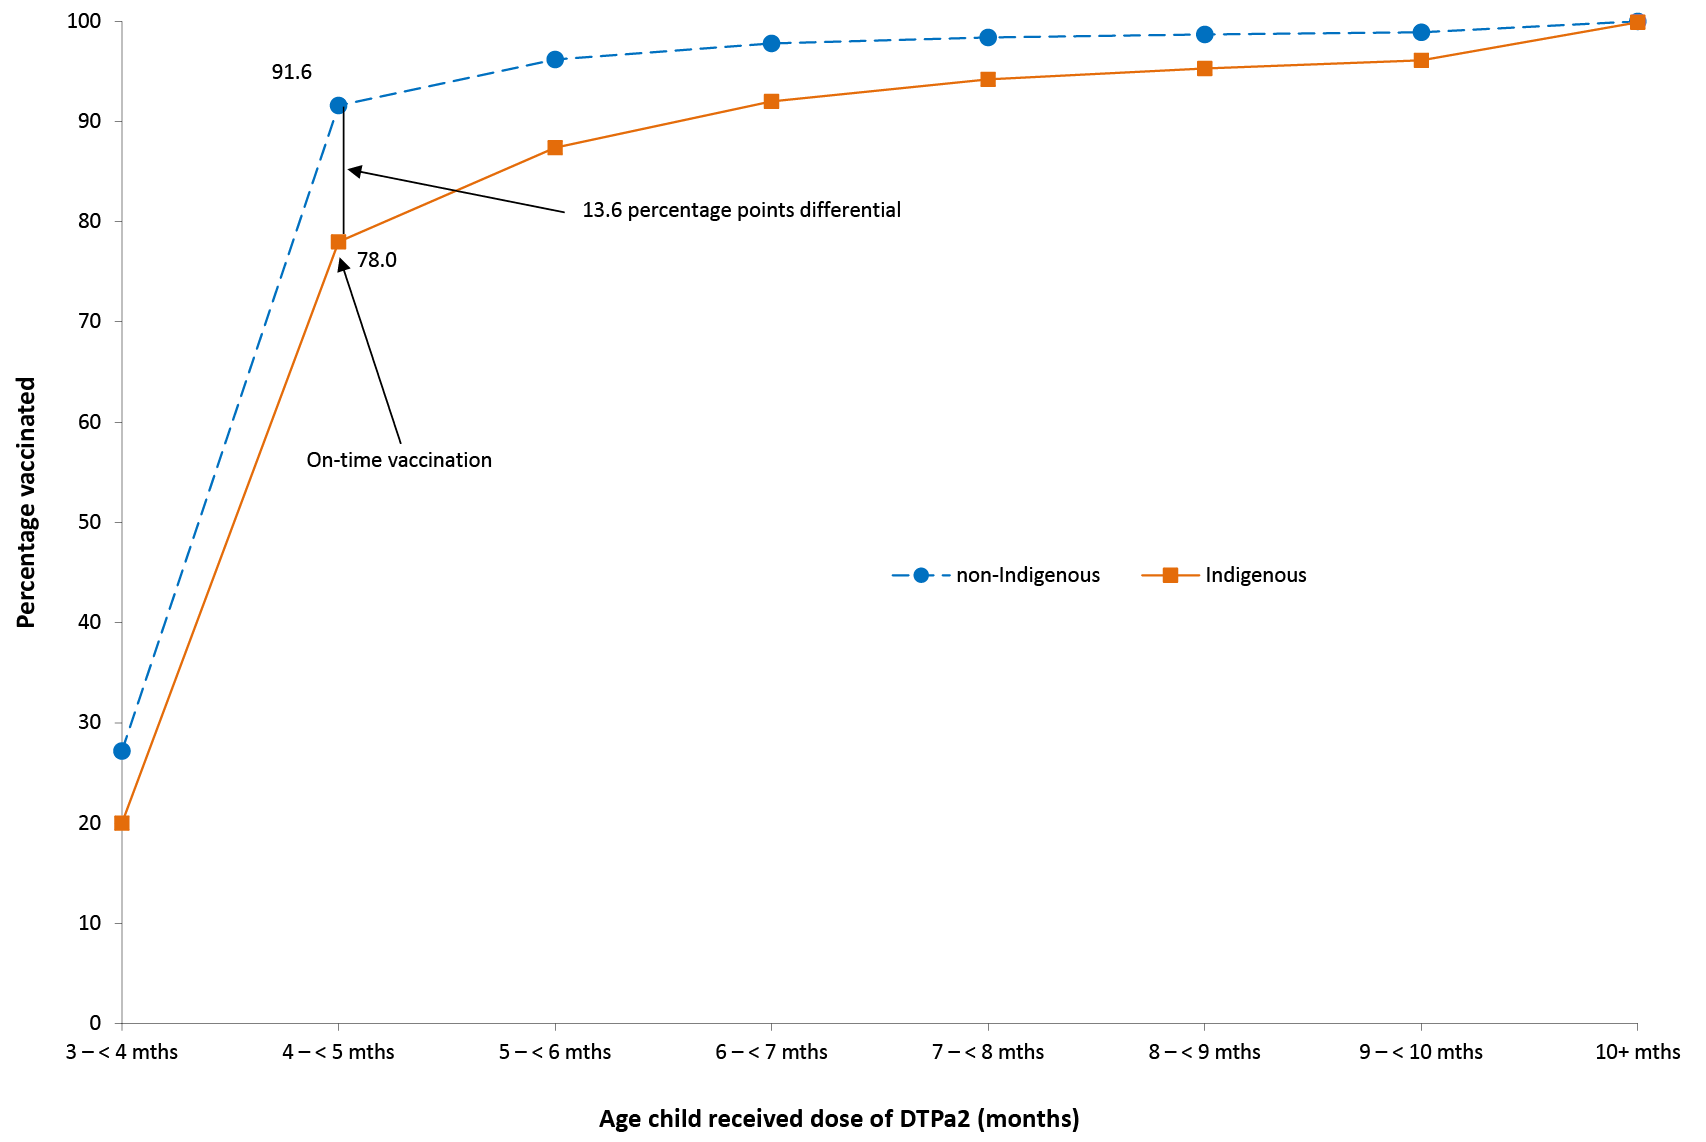 100
91.6
90
13.6 percentage points differential
80
78.0
70
60
On-time vaccination
50
non-Indigenous
Indigenous
40
30
20
10
0
Percentage vaccinated
3 – < 4 mths
4 – < 5 mths
5 – < 6 mths
6 – < 7 mths
7 – < 8 mths
8 – < 9 mths
9 – < 10 mths
10+ mths
Age child received dose of DTPa2 (months)